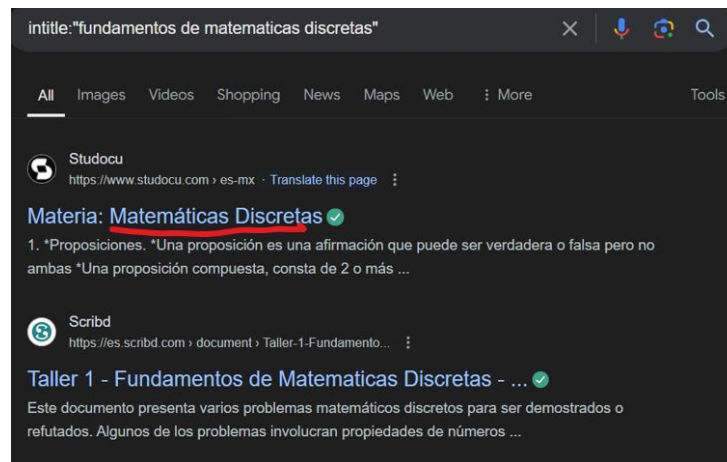 intitle:"fundamentos de matematicas discretas"
All Images Videos Shopping News Maps Web More Tools
Studocu
https://www.studocu.com › es-mx · Translate this page
Materia: Matemáticas Discretas
1. *Proposiciones. *Una proposición es una afirmación que puede ser verdadera o falsa pero no
ambas *Una proposición compuesta, consta de 2 o más ...
Scribd
https://es.scribd.com › document › Taller-1-Fundamento...
Taller 1 - Fundamentos de Matematicas Discretas - ...
Este documento presenta varios problemas matemáticos discretos para ser demostrados o
refutados. Algunos de los problemas involucran propiedades de números ...